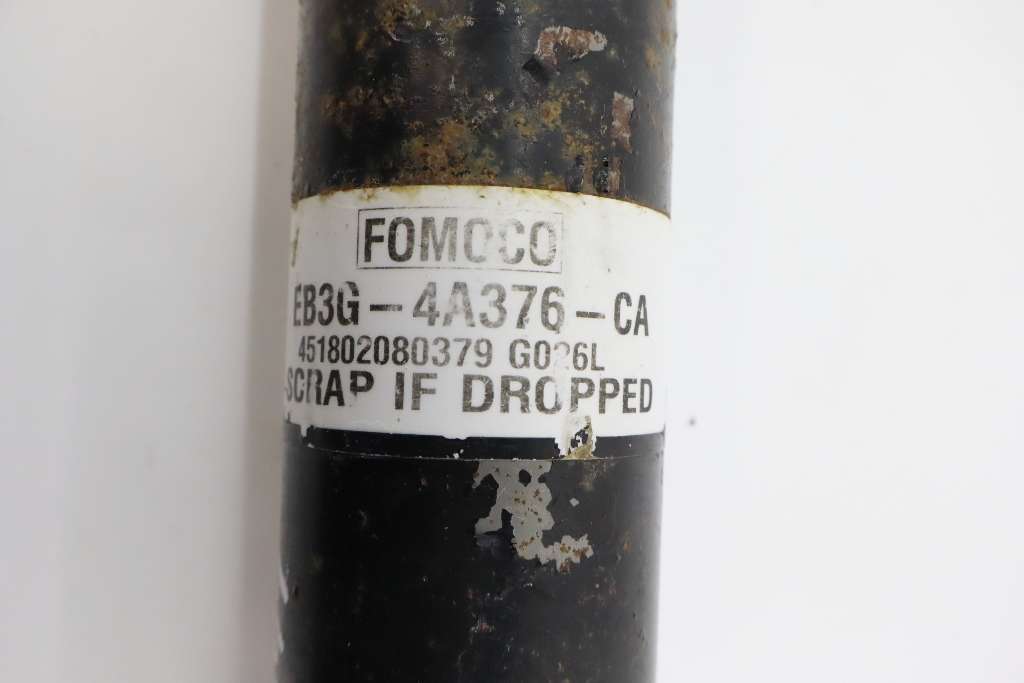 FOMOCO
EB3G-4A376-CA
451802080379 G026L
SCRAP IF DROPPED